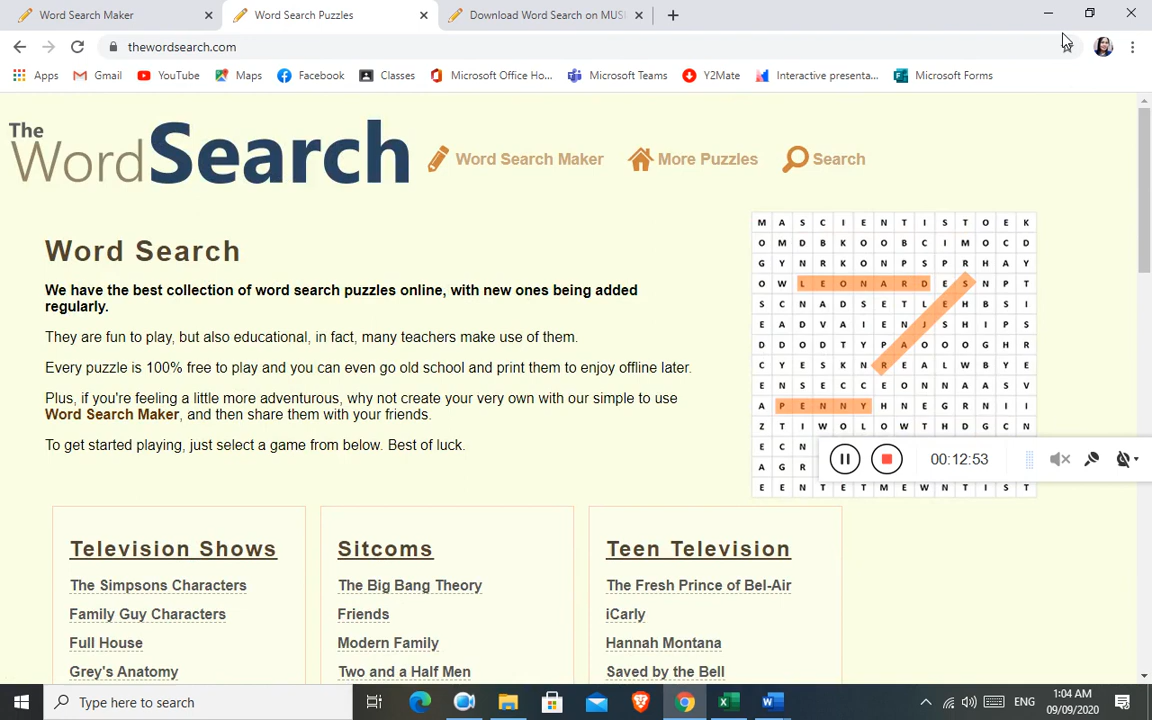 Word Search Maker
Word Search Puzzles
Download Word Search on MUS
thewordsearch.com
Apps Gmail YouTube Maps Facebook Classes Microsoft Office Ho... Microsoft Teams Y2Mate Interactive presenta... Microsoft Forms
The
WordSearch
Word Search Maker More Puzzles Search
Word Search
We have the best collection of word search puzzles online, with new ones being added
regularly.
They are fun to play, but also educational, in fact, many teachers make use of them.
Every puzzle is 100% free to play and you can even go old school and print them to enjoy offline later.
Plus, if you're feeling a little more adventurous, why not create your very own with our simple to use
Word Search Maker, and then share them with your friends.
To get started playing, just select a game from below. Best of luck.
M A S C I E N T I S T O E K
O M D B K O O B C I M O C D
G Y N R K O N P S P R H A Y
O W L E O N A R D E S N P T
S C N A D S E T L E H B S I
E A D V A I E N J S H I P S
D D O D T Y P A O O O G H R
C Y E S K N R E A L W B Y E
E N S E C C E O N N A A S V
A P E N N Y H N E G R N I I
Z T I W O L O W T H D G C N
E C N
A G R
E E N T E T M E W N T I S T
00:12:53
Television Shows
The Simpsons Characters
Family Guy Characters
Full House
Grey's Anatomy
Sitcoms
The Big Bang Theory
Friends
Modern Family
Two and a Half Men
Teen Television
The Fresh Prince of Bel-Air
iCarly
Hannah Montana
Saved by the Bell
Type here to search
ENG
1:04 AM
09/09/2020